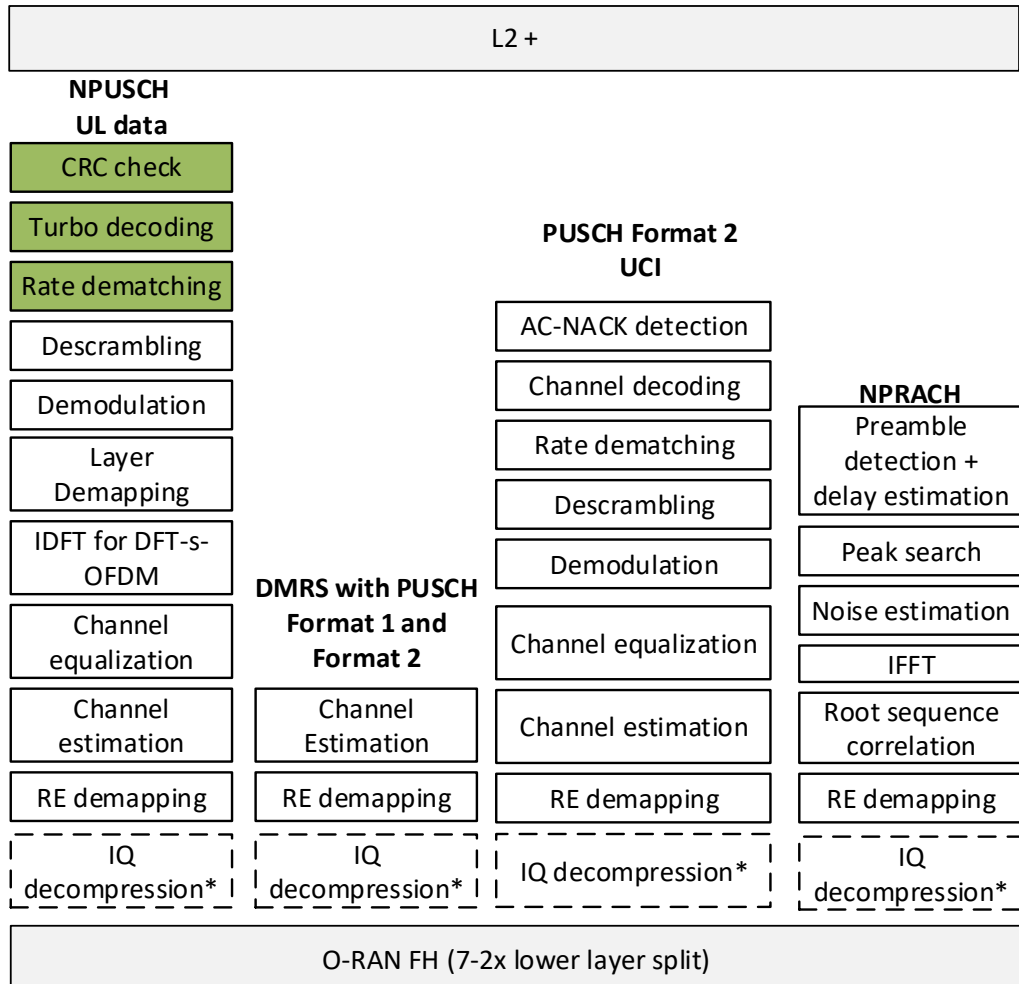 L2 +
NPUSCH
UL data
CRC check
Turbo decoding
Rate dematching
Descrambling
Demodulation
Layer
Demapping
IDFT for DFT-s-
OFDM
Channel
equalization
Channel
estimation
RE demapping
IQ
decompression*
DMRS with PUSCH
Format 1 and
Format 2
Channel
Estimation
RE demapping
IQ
decompression*
PUSCH Format 2
UCI
AC-NACK detection
Channel decoding
Rate dematching
Descrambling
Demodulation
Channel equalization
Channel estimation
RE demapping
IQ decompression*
NPRACH
Preamble
detection +
delay estimation
Peak search
Noise estimation
IFFT
Root sequence
correlation
RE demapping
IQ
decompression*
O-RAN FH (7-2x lower layer split)